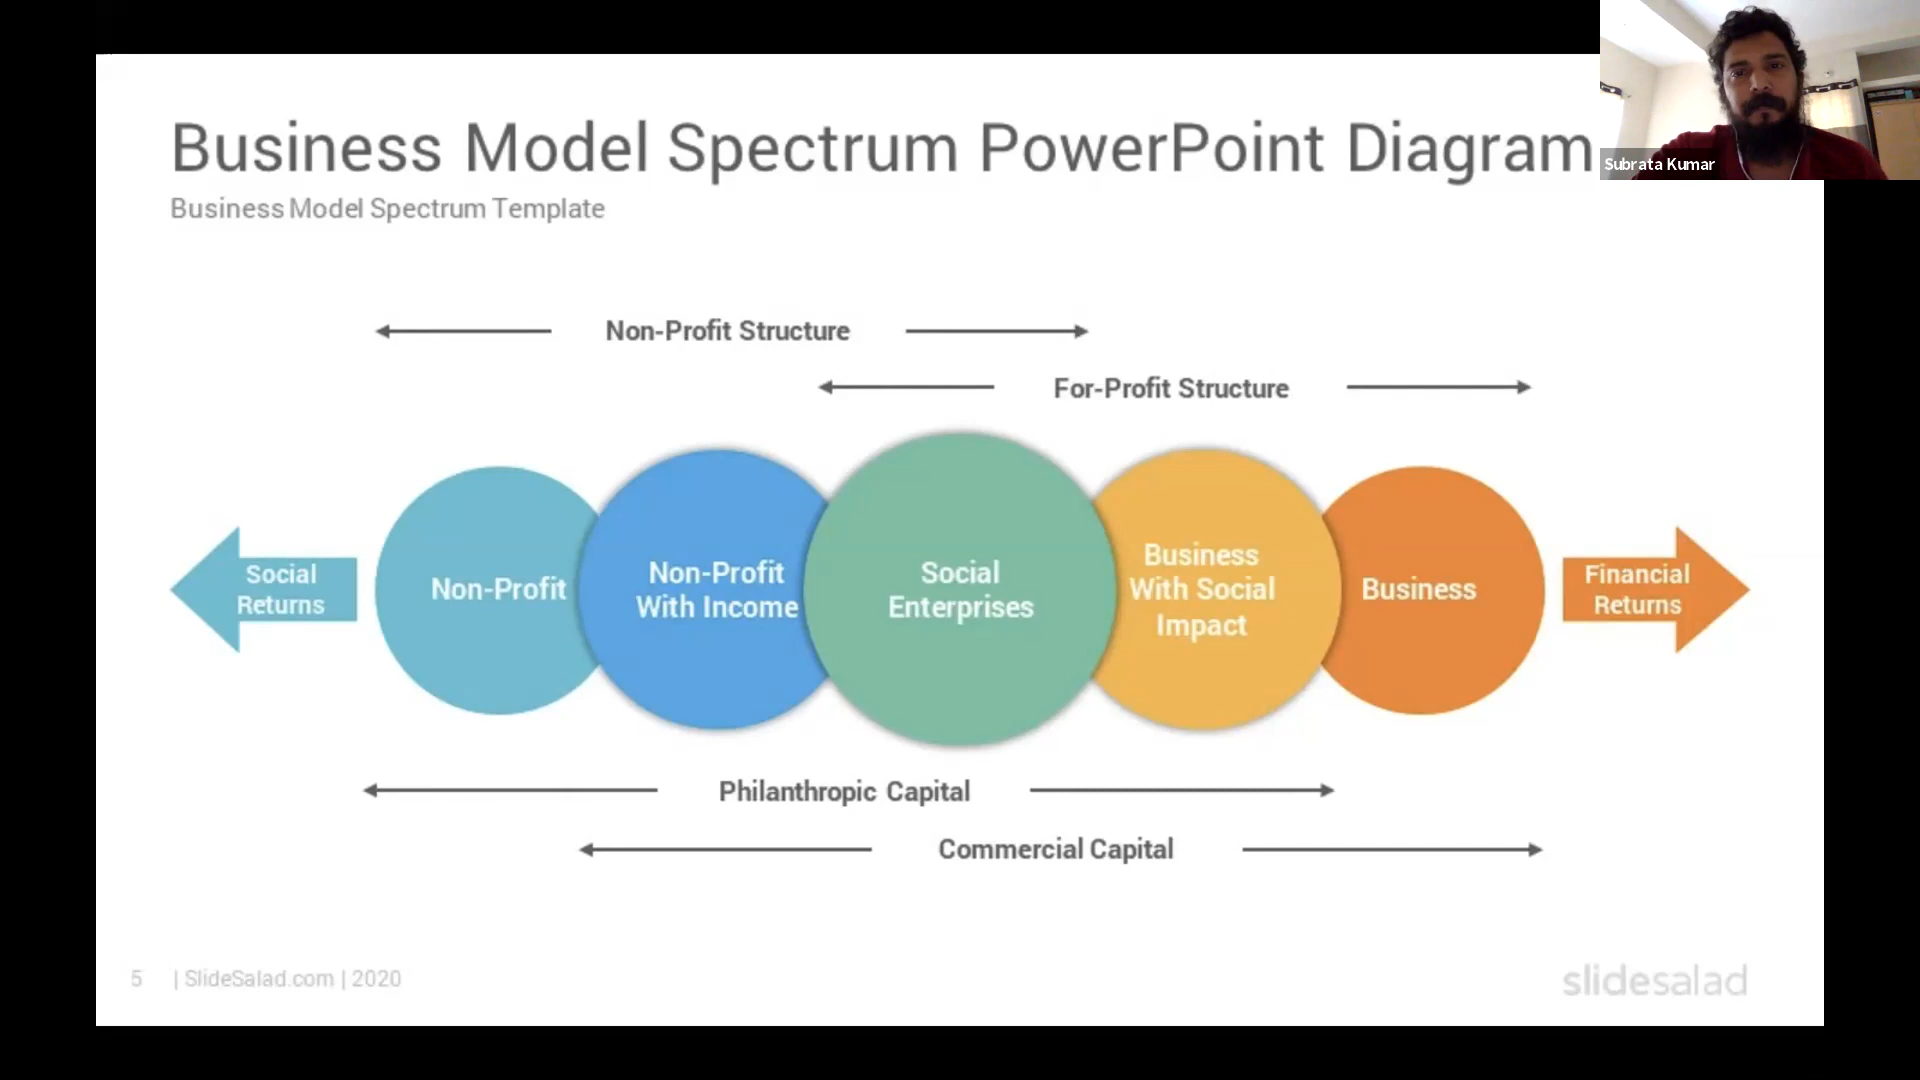 Business Model Spectrum PowerPoint Diagram
Subrata Kumar
Business Model Spectrum Template
Non-Profit Structure
For-Profit Structure
Social
Returns
Non-Profit
Non-Profit
With Income
Social
Enterprises
Business
With Social
Impact
Business
Financial
Returns
Philanthropic Capital
Commercial Capital
5 | SlideSalad.com | 2020
slidesalad